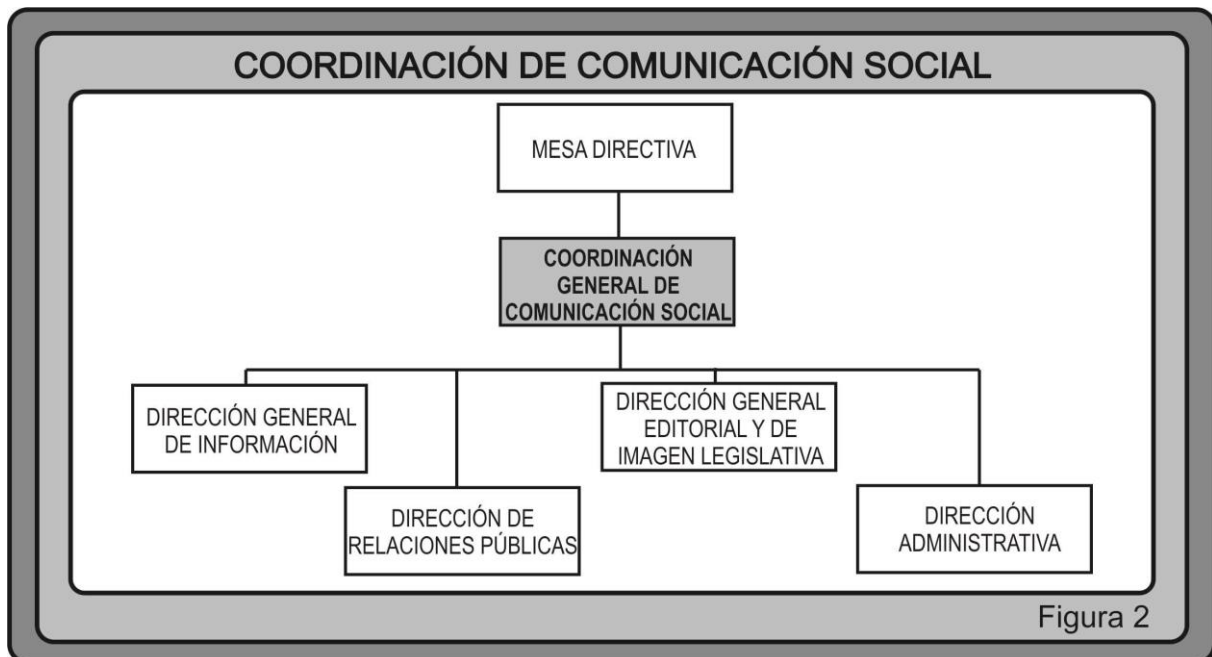 COORDINACIÓN DE COMUNICACIÓN SOCIAL
MESA DIRECTIVA
COORDINACIÓN
GENERAL DE
COMUNICACIÓN SOCIAL
DIRECCIÓN GENERAL
DE INFORMACIÓN
DIRECCIÓN DE
RELACIONES PÚBLICAS
DIRECCIÓN GENERAL
EDITORIAL Y DE
IMAGEN LEGISLATIVA
DIRECCIÓN
ADMINISTRATIVA
Figura 2